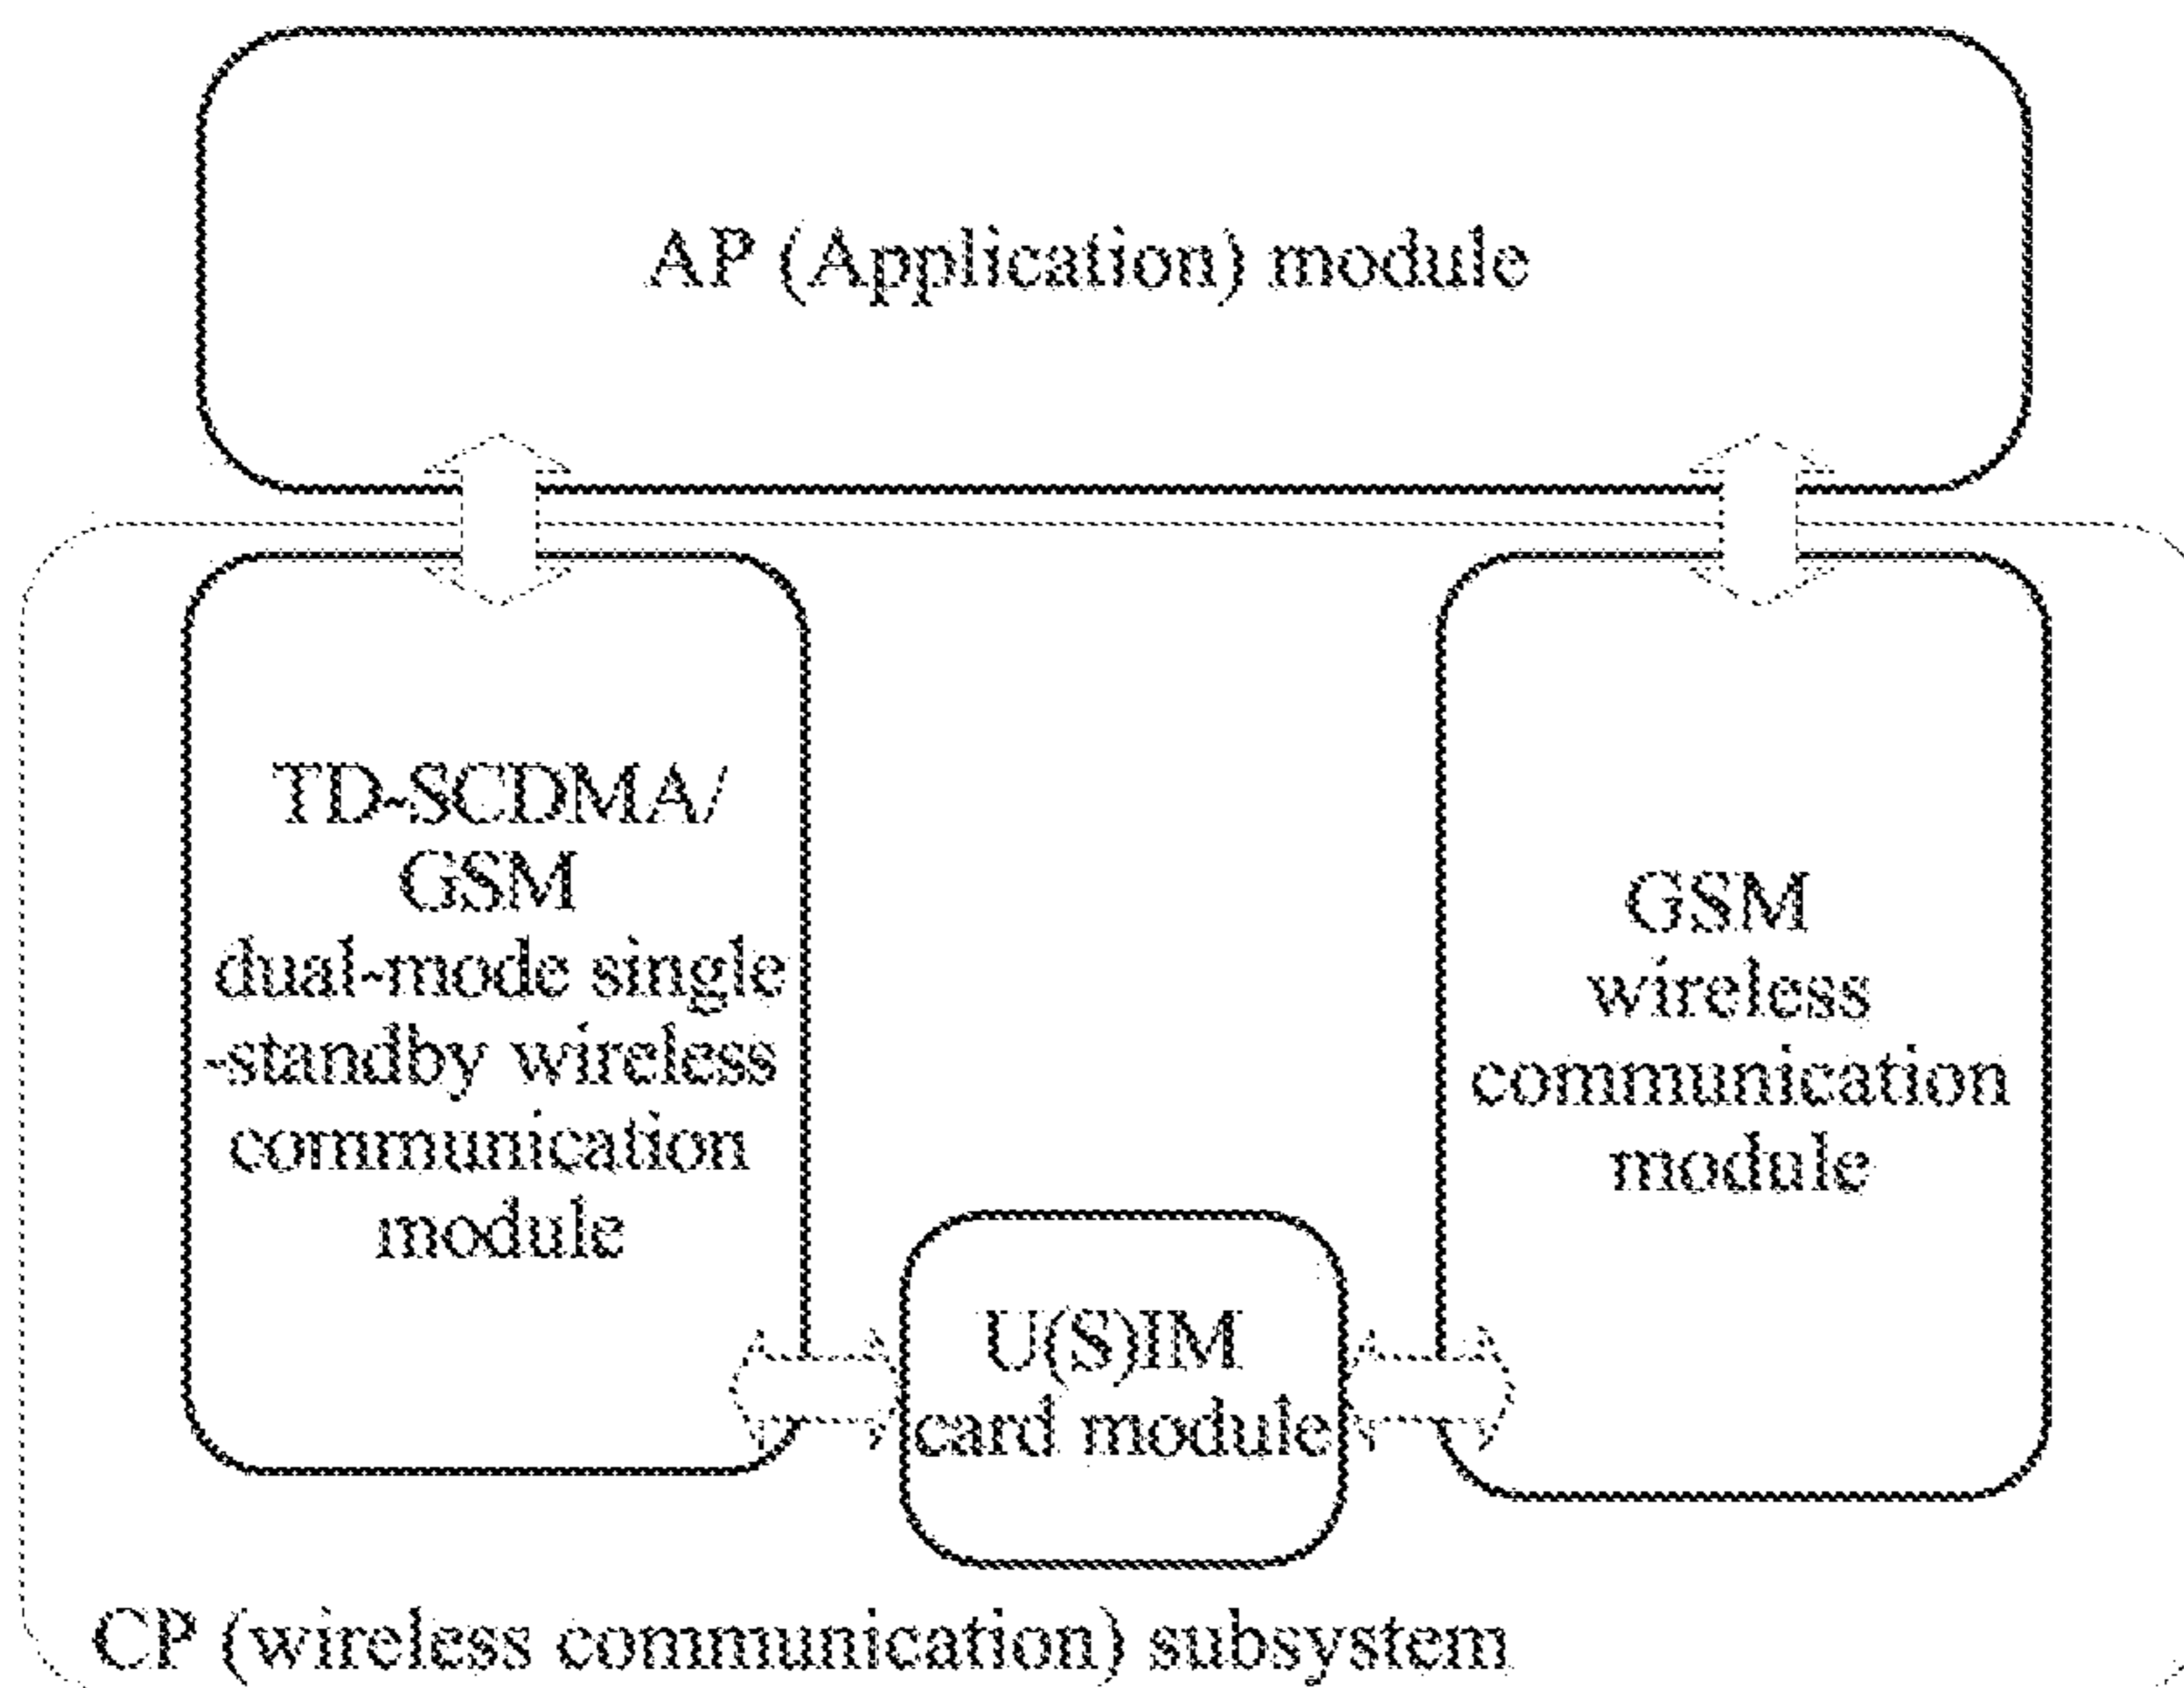 AP (Application) module
TD-SCDMA/
GSM
dual-mode single
-standby wireless
communication
module
GSM
wireless
communication
module
U(S)IM
card module
CP (wireless communication) subsystem